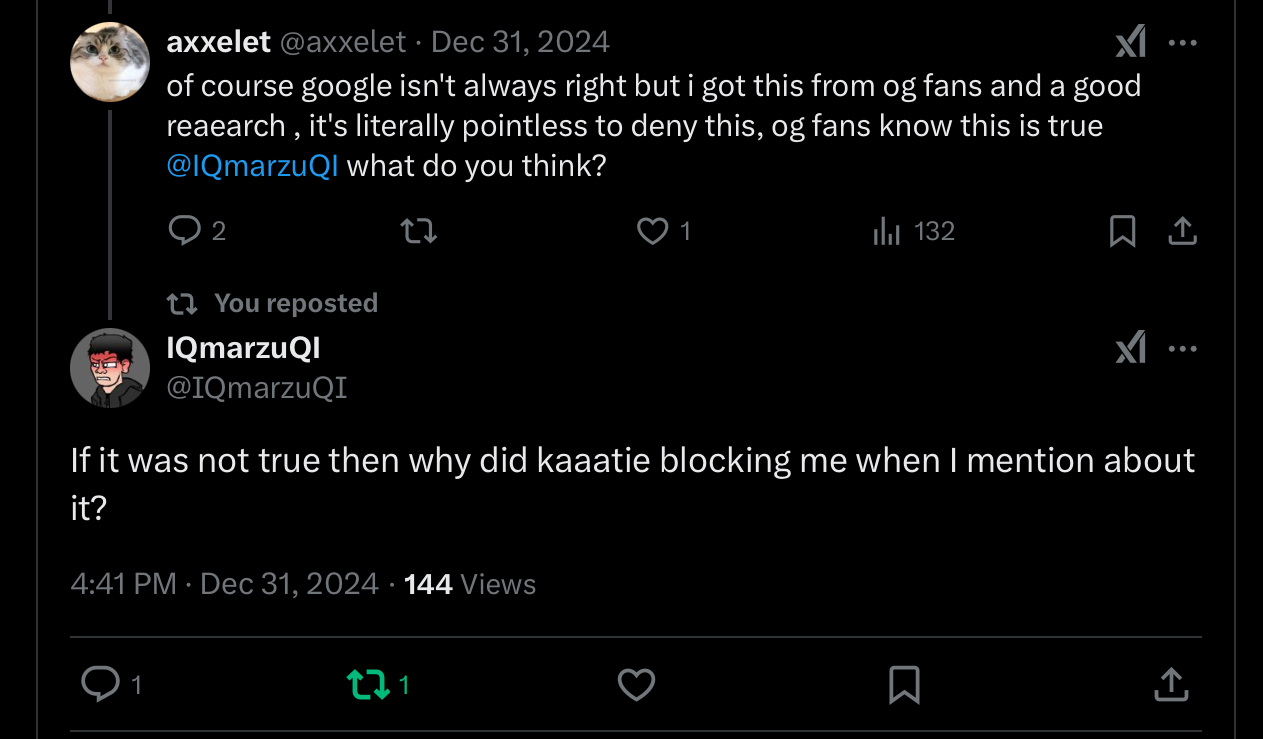 axxelet @axxelet · Dec 31, 2024
of course google isn't always right but i got this from og fans and a good
reaearch , it's literally pointless to deny this, og fans know this is true
@IQmarzuQI what do you think?
2 1 132
You reposted
IQmarzuQI
@IQmarzuQI
If it was not true then why did kaaatie blocking me when I mention about
it?
4:41 PM · Dec 31, 2024 · 144 Views
1 1